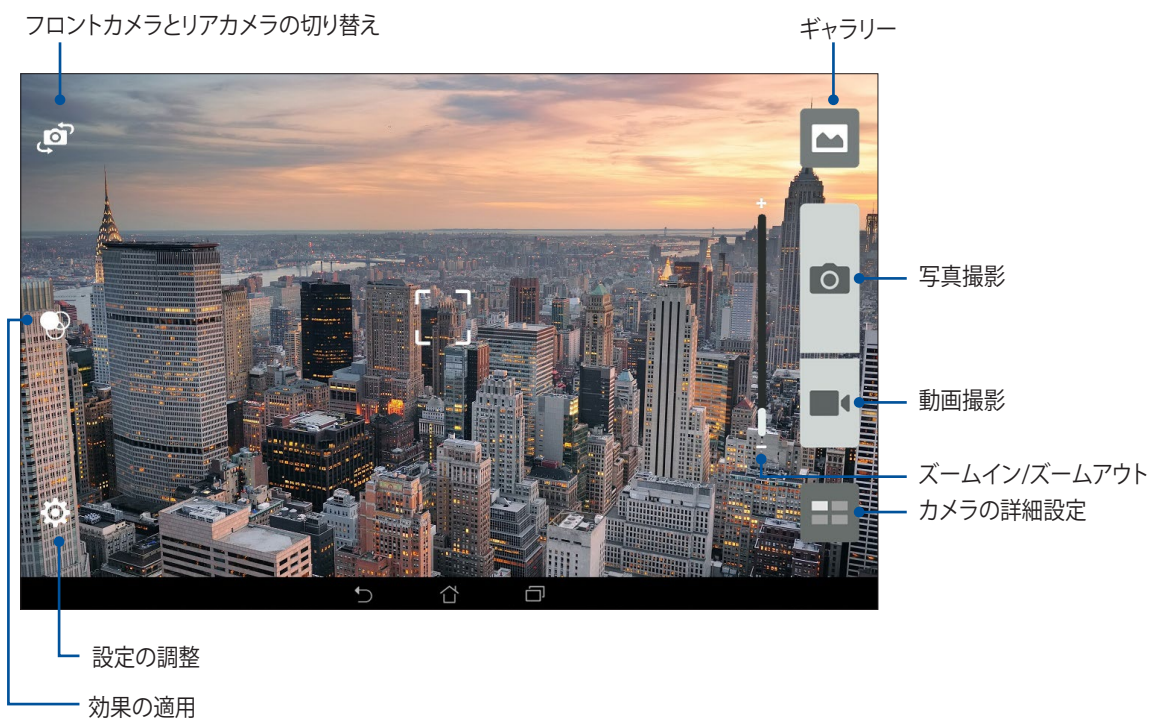 フロントカメラとリアカメラの切り替え
ギャラリー
写真撮影
動画撮影
ズームイン/ズームアウト
カメラの詳細設定
設定の調整
効果の適用